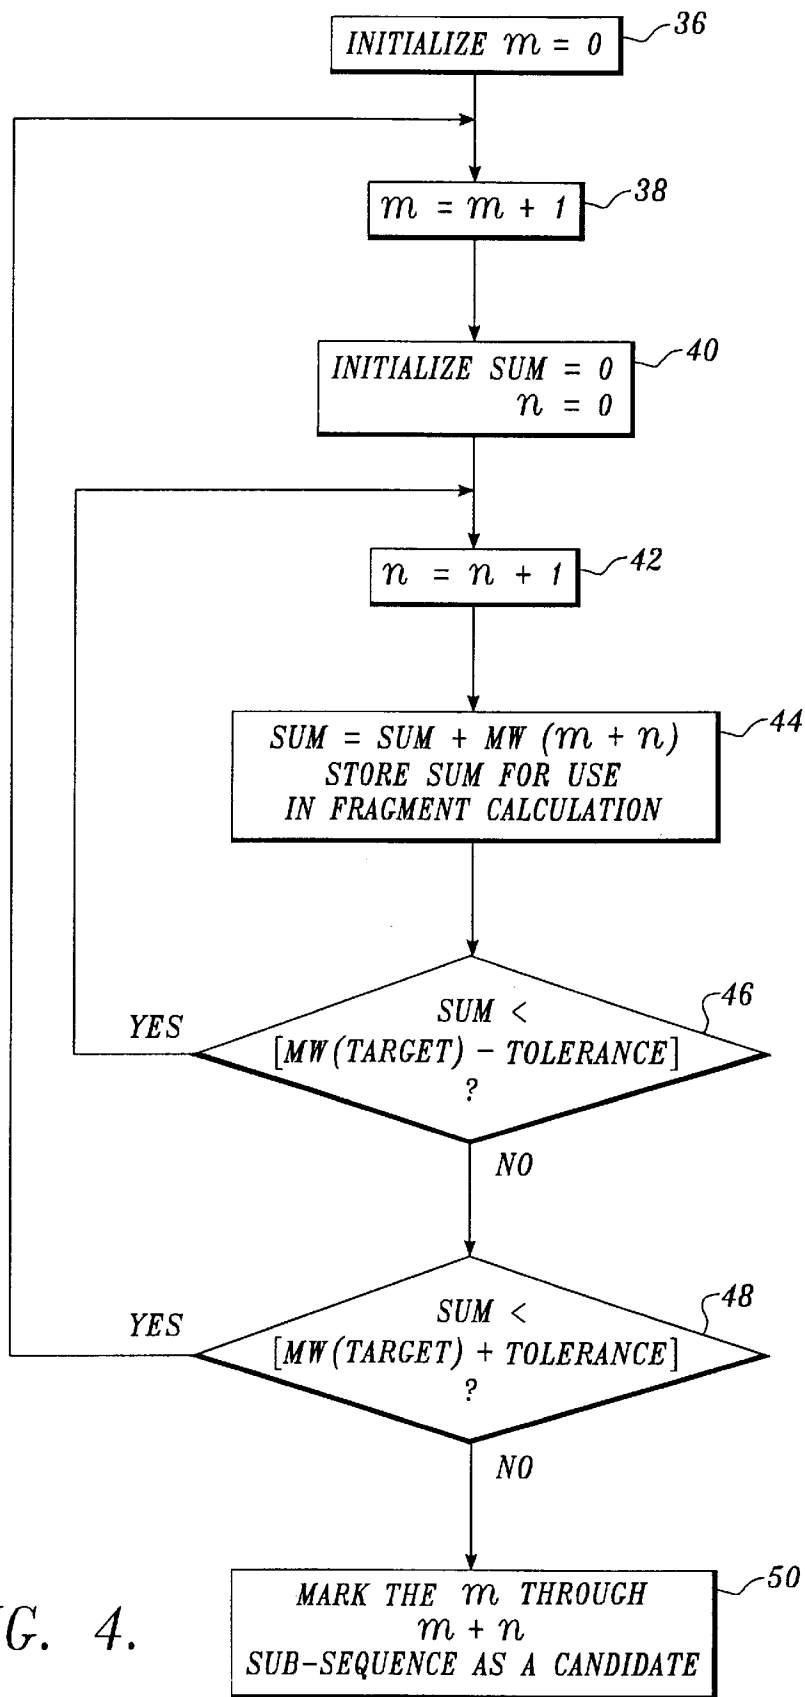 INITIALIZE m = 0
36
m = m + 1
38
INITIALIZE SUM = 0
n = 0
40
n = n + 1
42
SUM = SUM + MW (m + n)
STORE SUM FOR USE
IN FRAGMENT CALCULATION
44
SUM <
[MW(TARGET) - TOLERANCE]
?
46
YES
NO
SUM <
[MW(TARGET) + TOLERANCE]
?
48
YES
NO
MARK THE m THROUGH
m + n
SUB-SEQUENCE AS A CANDIDATE
50
G. 4.